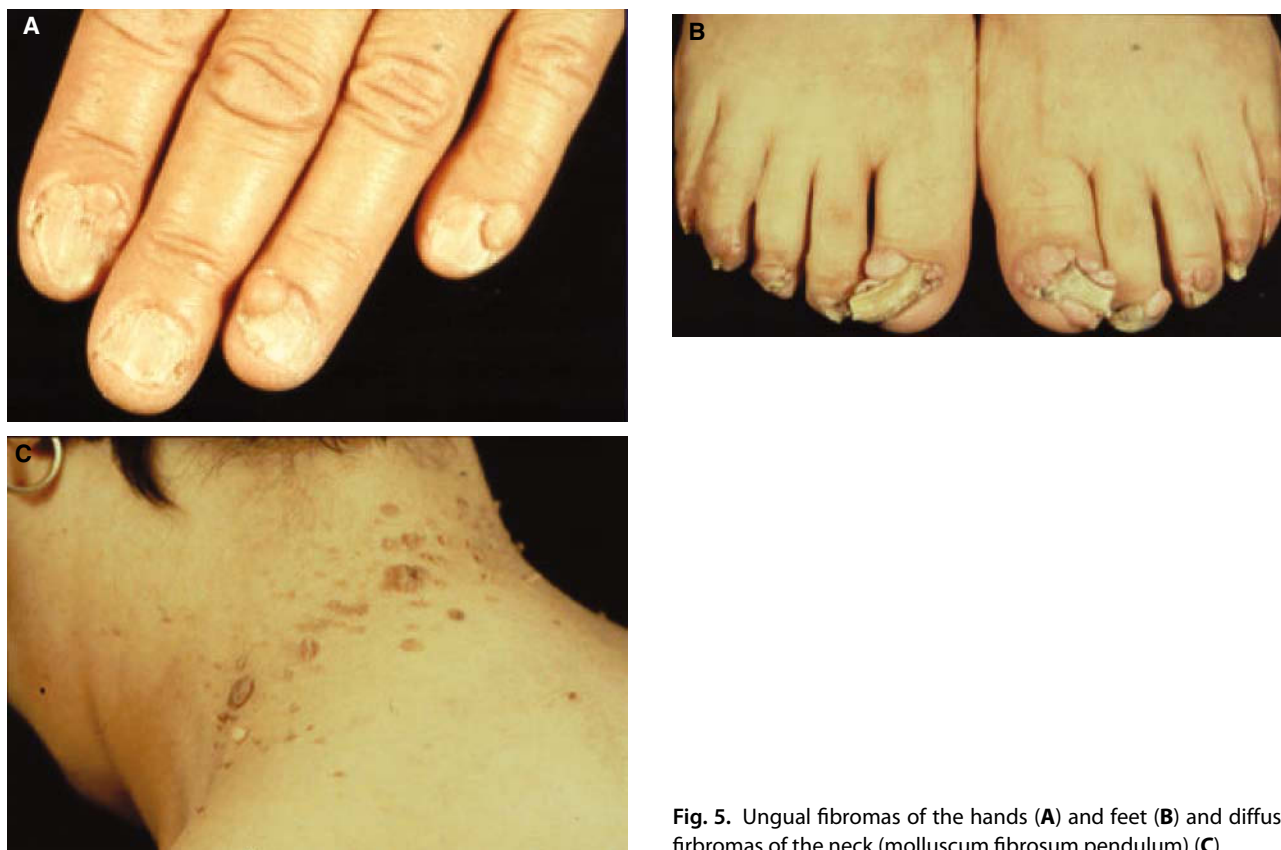 A
B
C
Fig. 5. Ungual fibromas of the hands (A) and feet (B) and diffus
firbromas of the neck (molluscum fibrosum pendulum) (C)